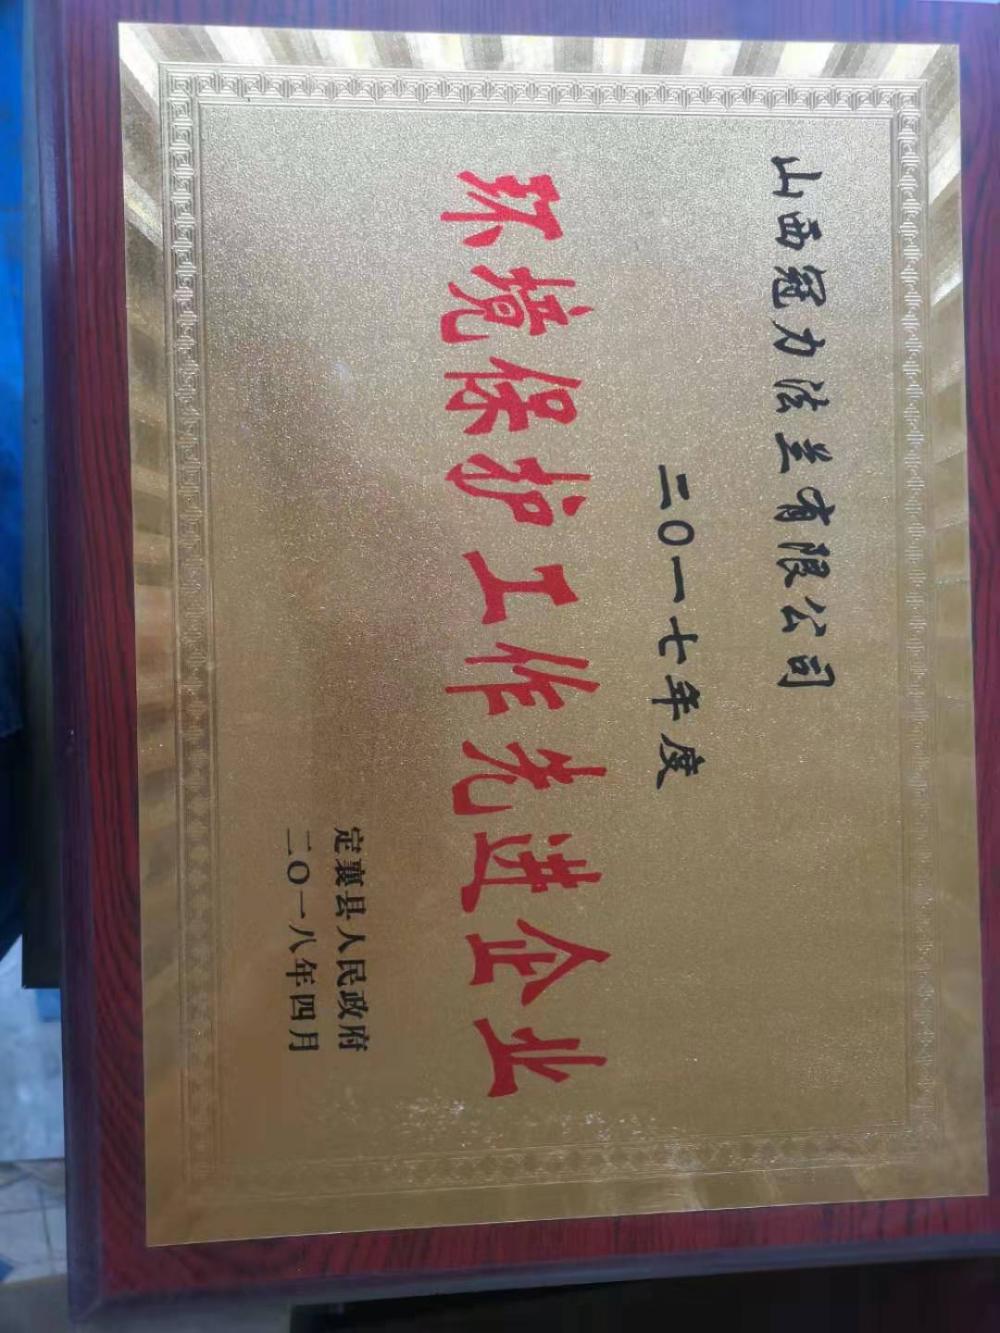 山西冠力法兰有限公司
二〇一七年度
环境保护工作先进企业
定襄县人民政府
二〇一八年四月